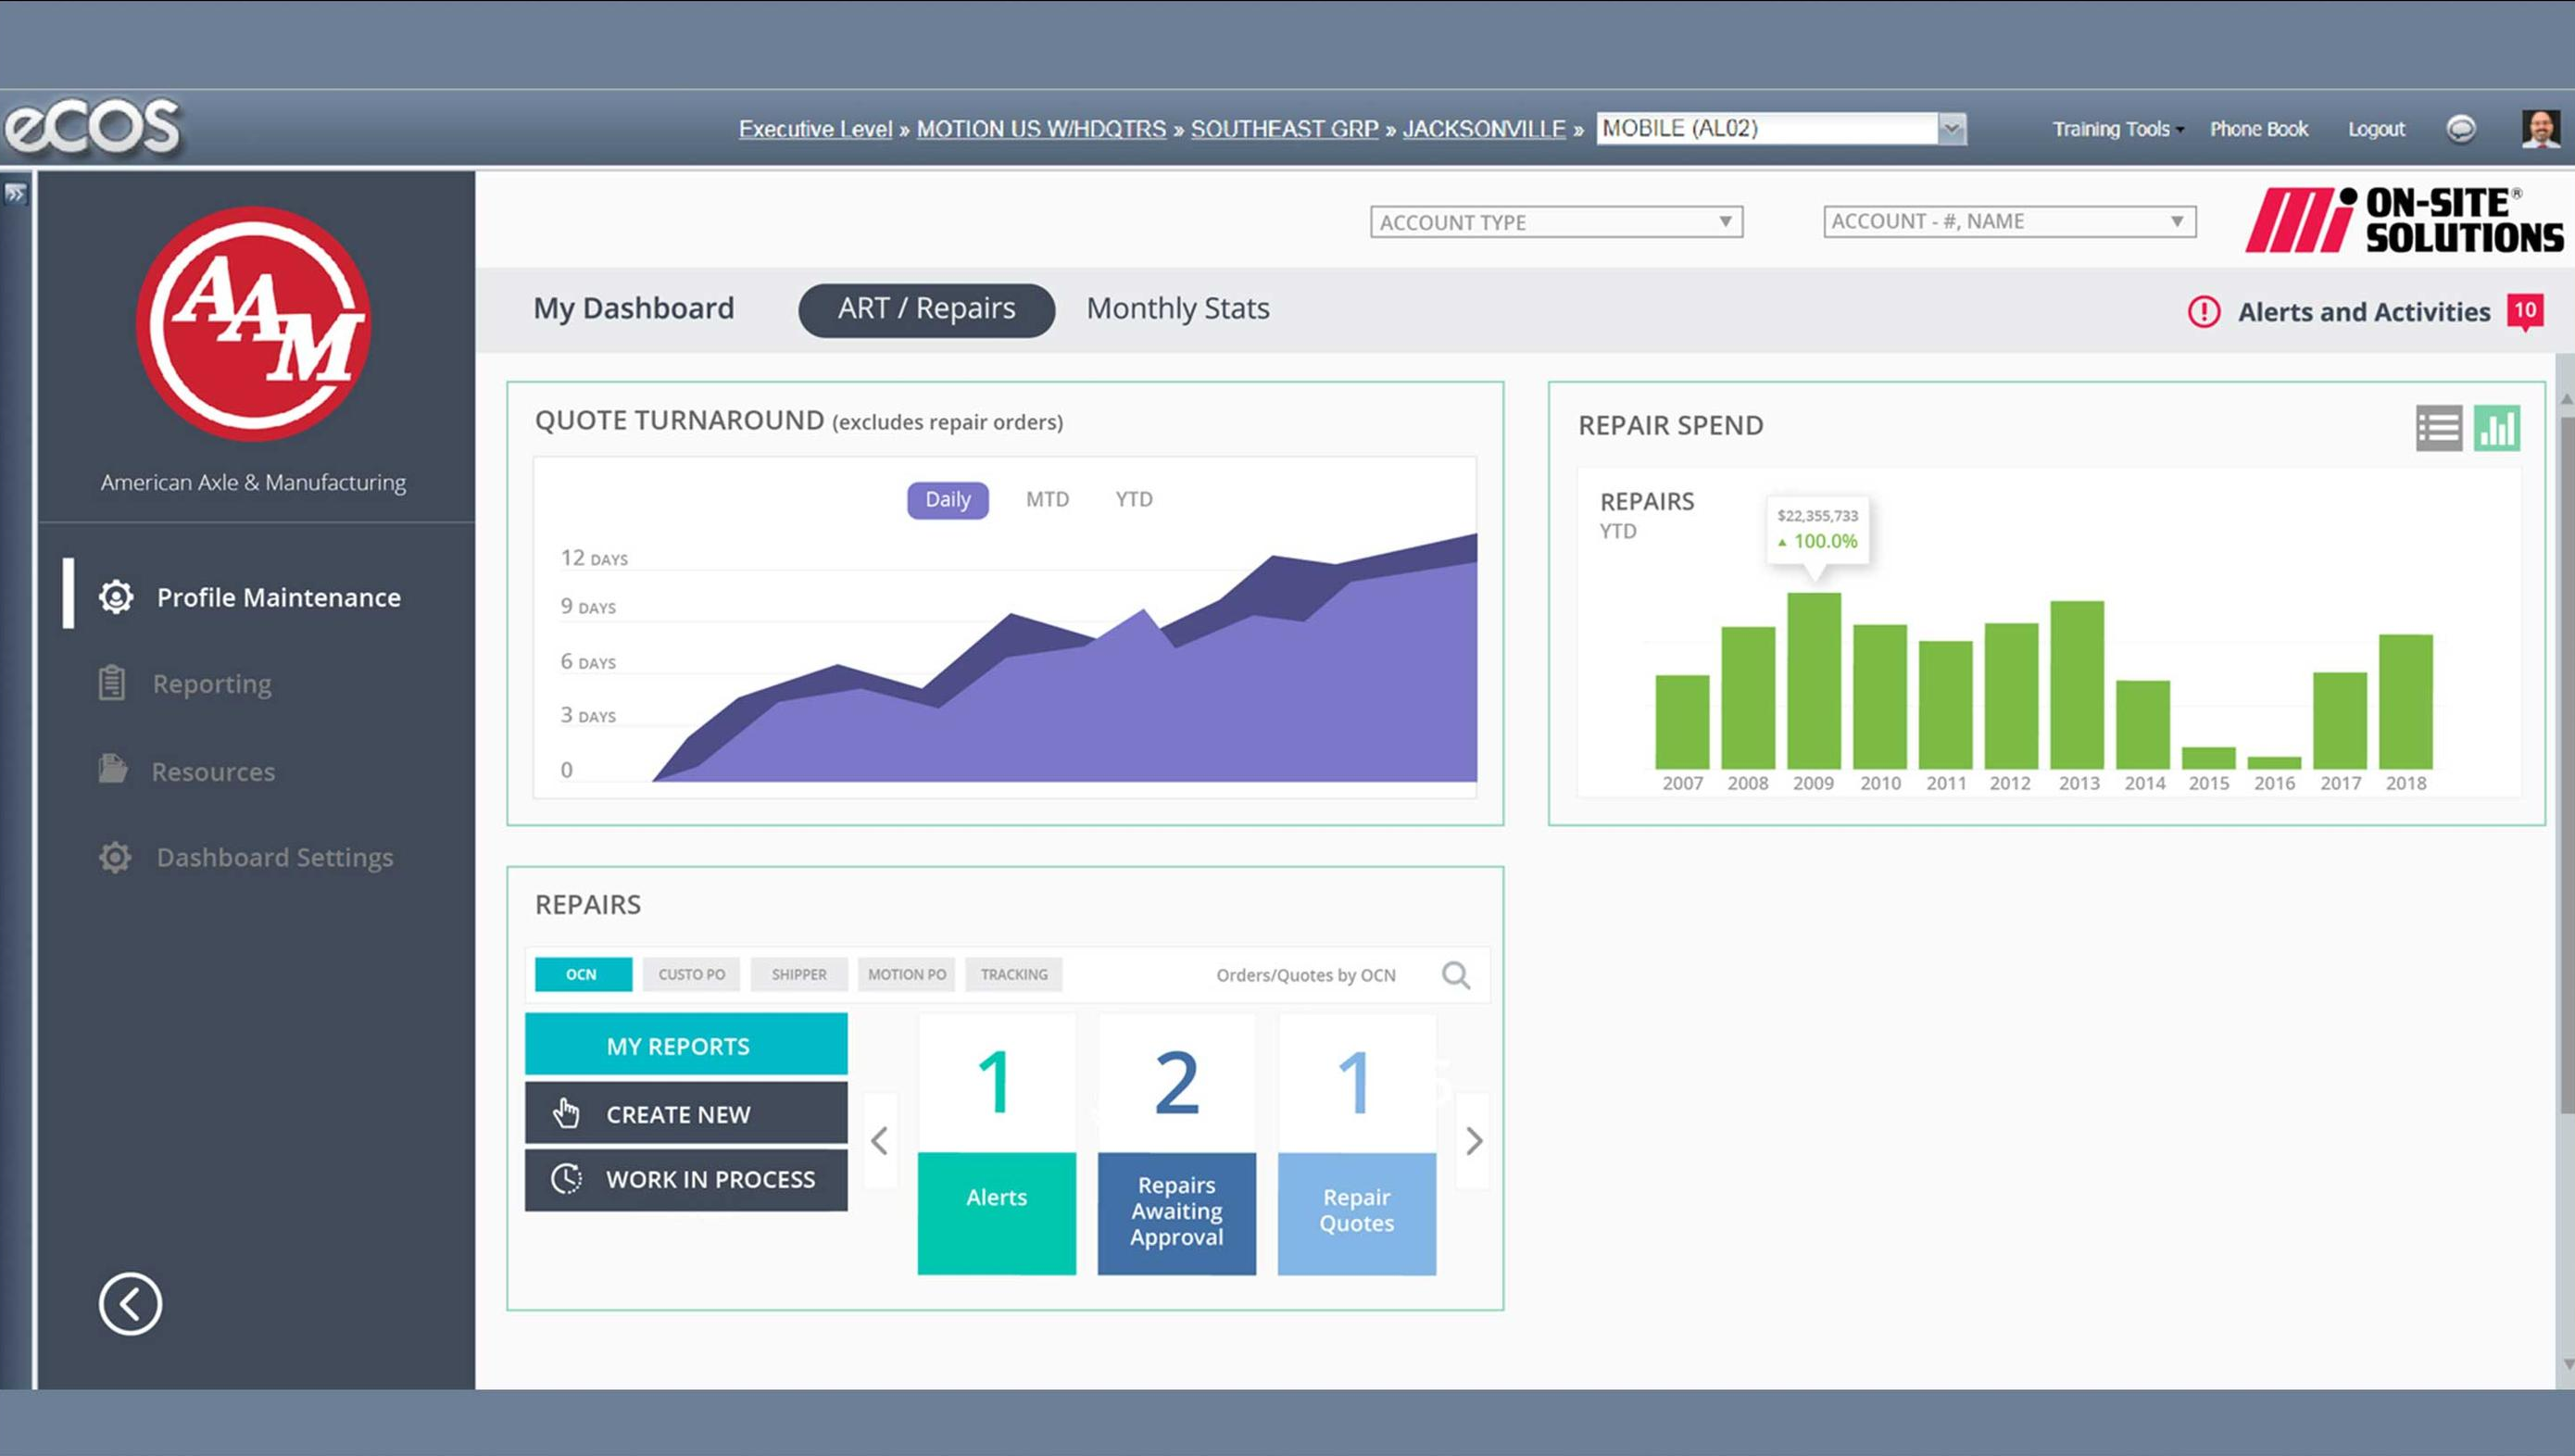 eCOS
Executive Level » MOTION US W/HDQTRS » SOUTHEAST GRP » JACKSONVILLE » MOBILE (AL02)
Training Tools Phone Book Logout
AAM
American Axle & Manufacturing
Profile Maintenance
Reporting
Resources
Dashboard Settings
ACCOUNT TYPE
ACCOUNT - #, NAME
Mi ON-SITE®
SOLUTIONS
My Dashboard
ART / Repairs
Monthly Stats
Alerts and Activities 10
QUOTE TURNAROUND (excludes repair orders)
Daily MTD YTD
12 DAYS
9 DAYS
6 DAYS
3 DAYS
0
REPAIR SPEND
REPAIRS
YTD
$22,355,733
▲ 100.0%
2007 2008 2009 2010 2011 2012 2013 2014 2015 2016 2017 2018
REPAIRS
OCN CUSTO PO SHIPPER MOTION PO TRACKING Orders/Quotes by OCN
MY REPORTS
CREATE NEW
WORK IN PROCESS
1
Alerts
2
Repairs
Awaiting
Approval
1
Repair
Quotes